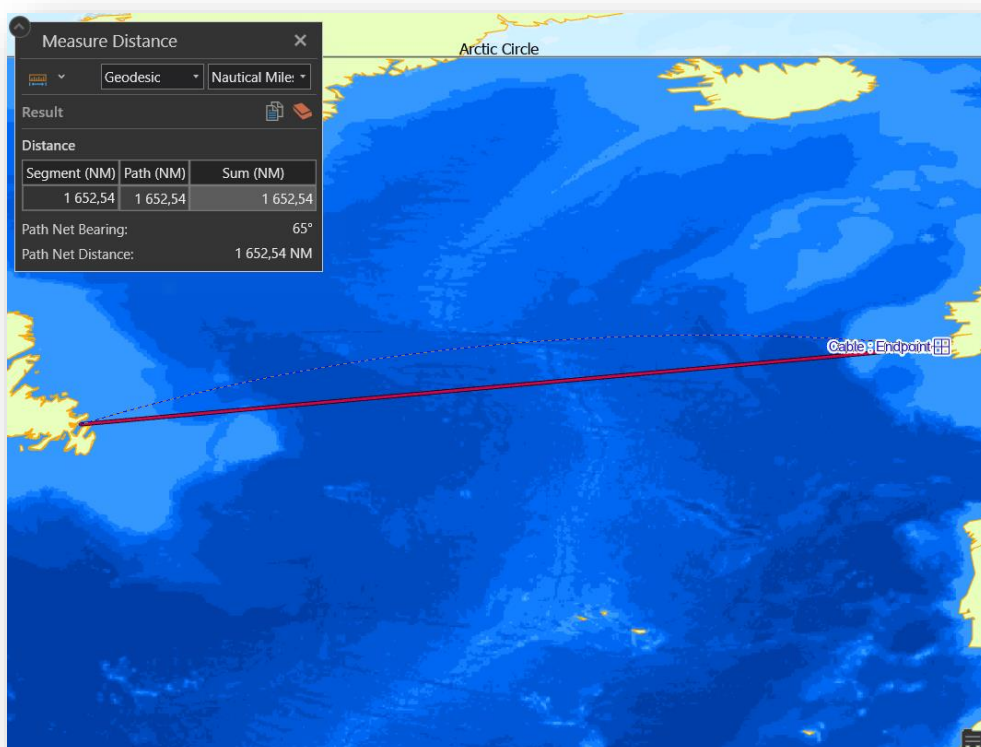 Measure Distance
Arctic Circle
Geodesic
Nautical Mile:
Result
Distance
Segment (NM) Path (NM) Sum (NM)
1 652,54 1 652,54 1 652,54
Path Net Bearing: 65°
Path Net Distance: 1 652,54 NM
Cable : Endpoint